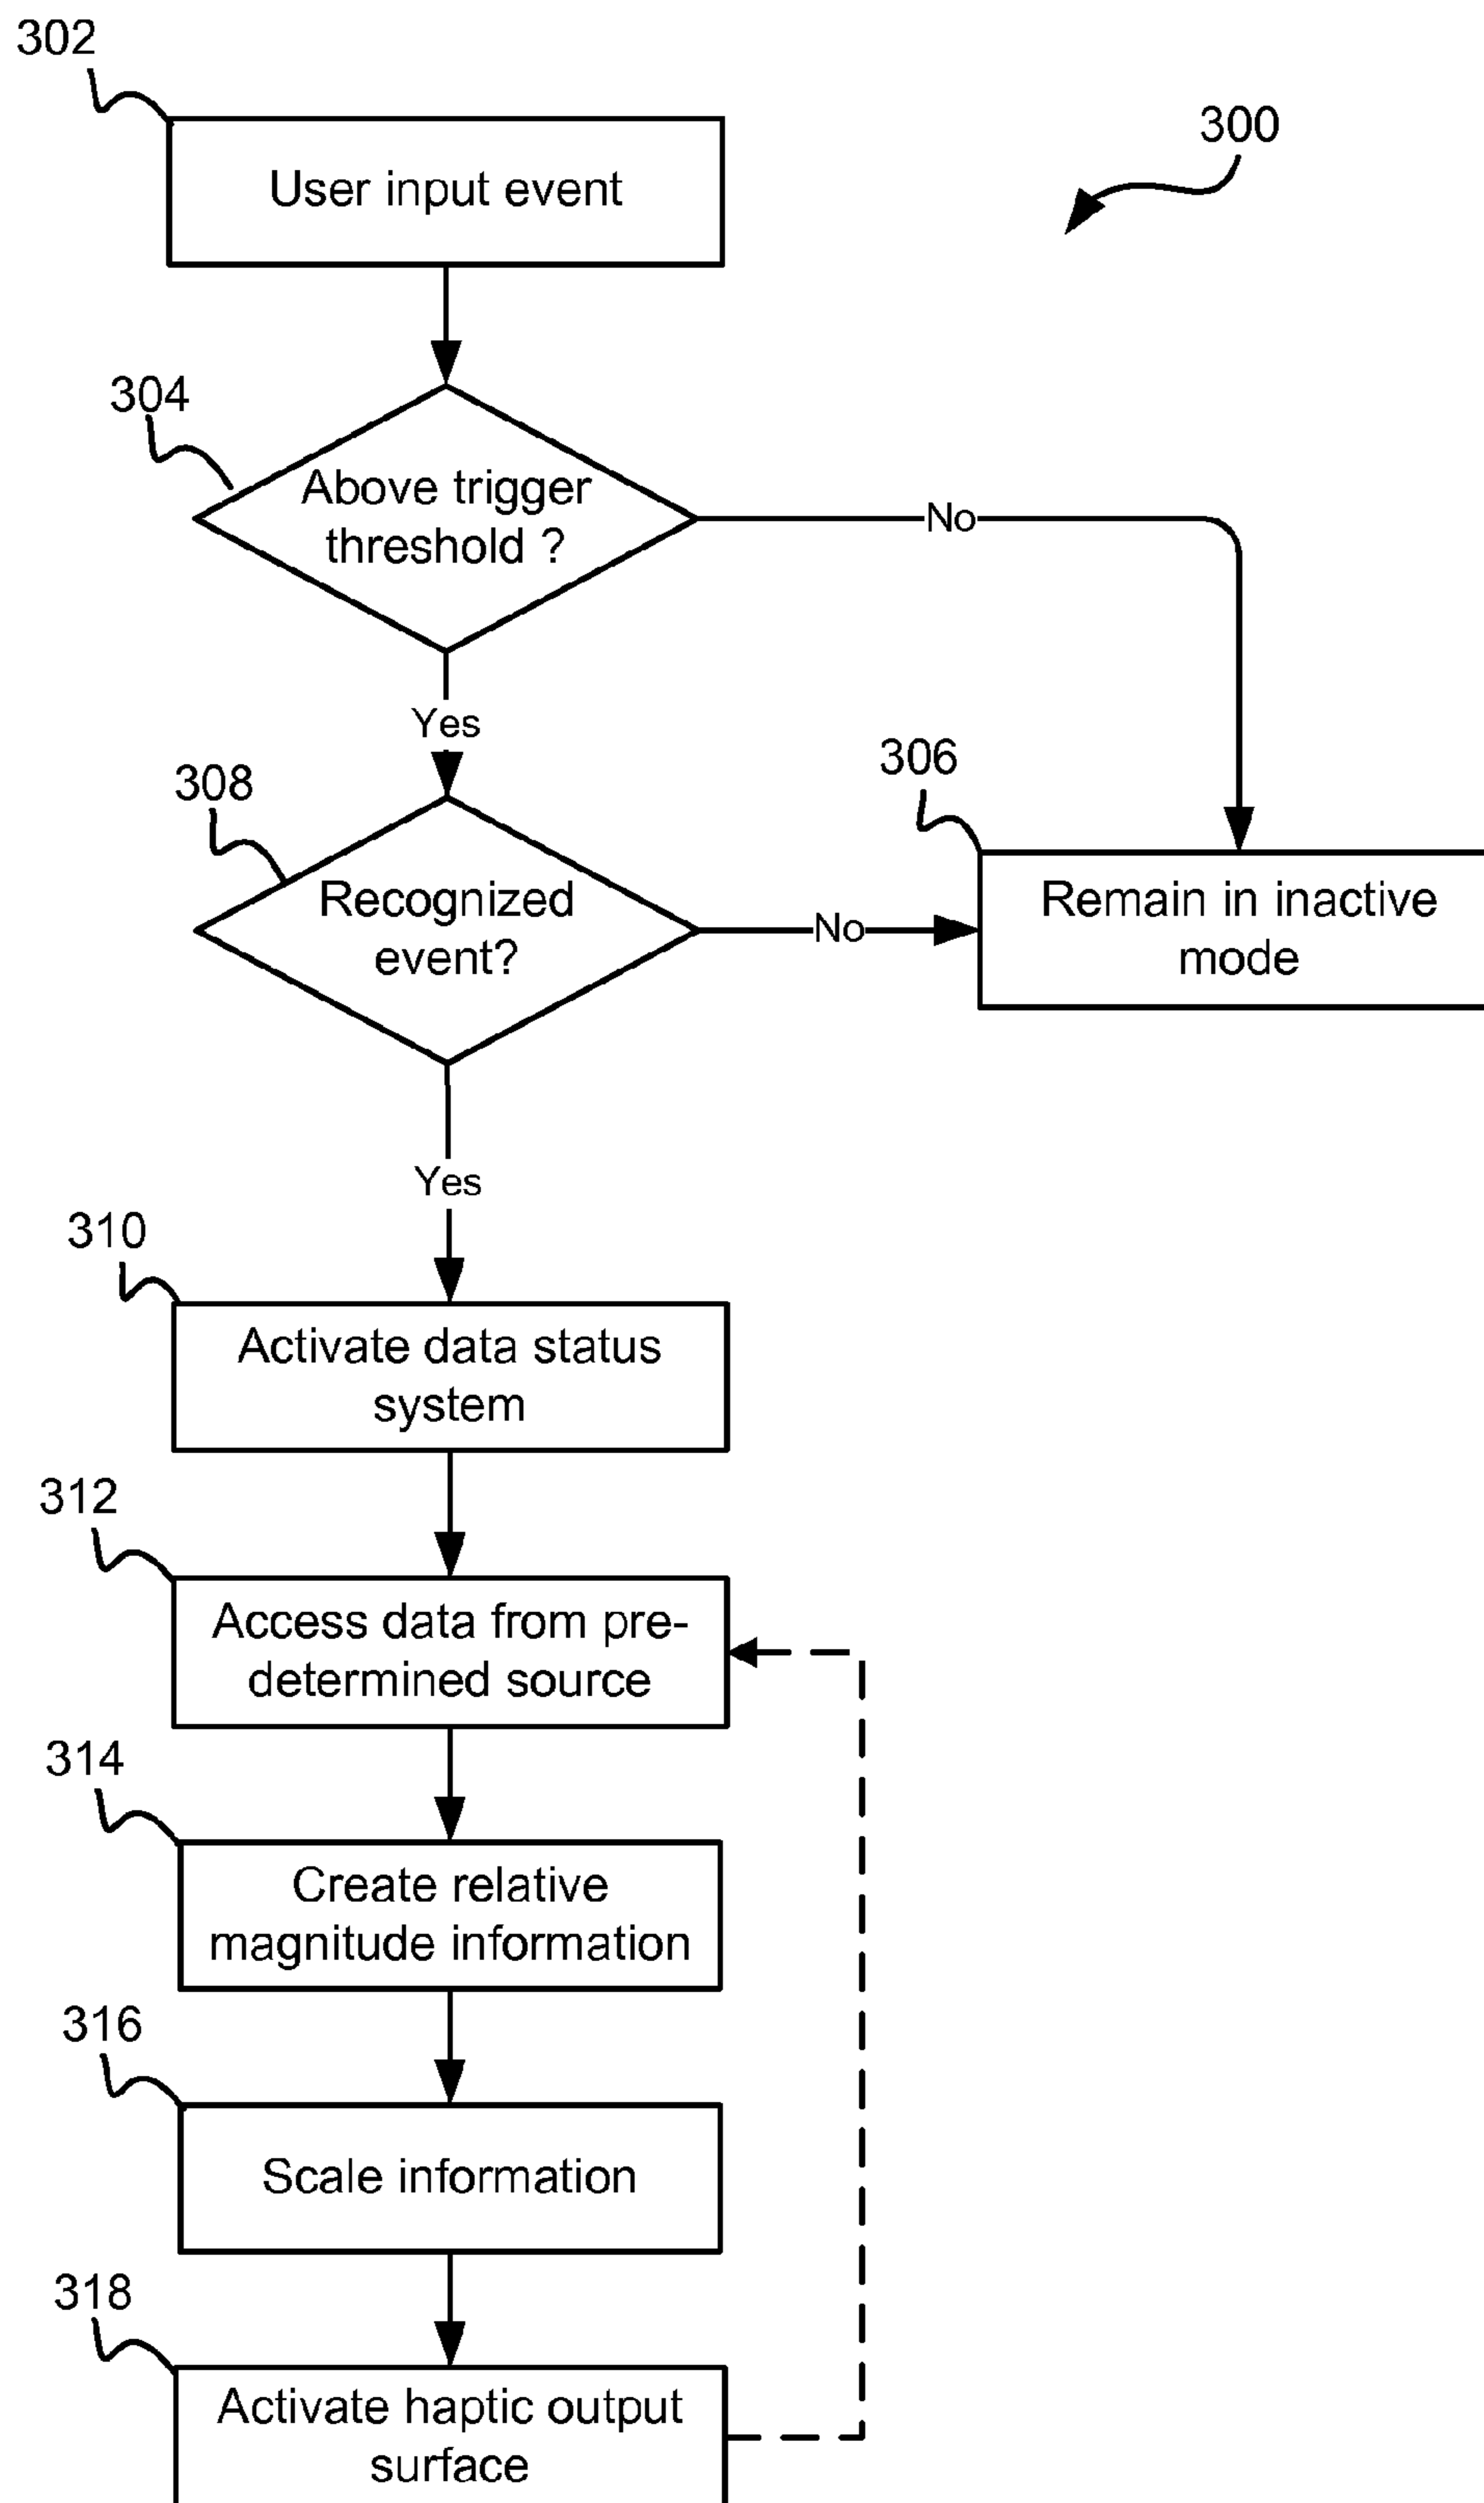 302
300
User input event
304
Above trigger
threshold ?
No
Yes
306
308
Recognized
event?
No
Remain in inactive
mode
Yes
310
Activate data status
system
312
Access data from pre-
determined source
314
Create relative
magnitude information
316
Scale information
318
Activate haptic output
surface